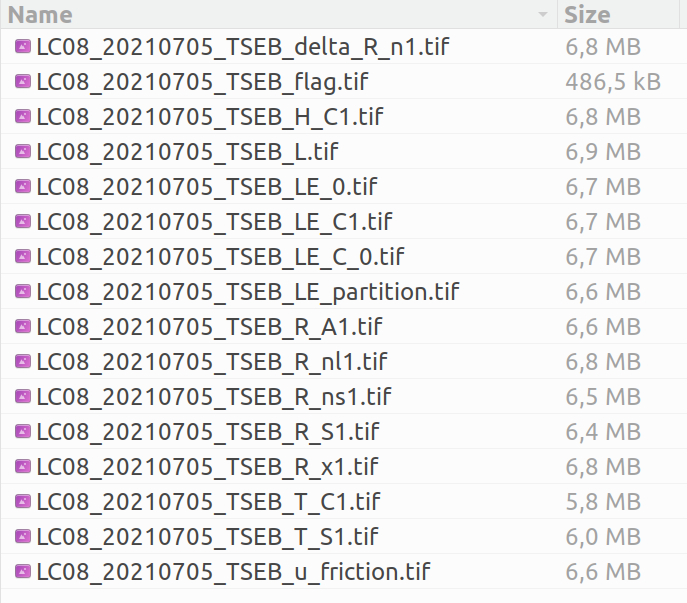 Name Size
LC08_20210705_TSEB_delta_R_n1.tif 6,8 MB
LC08_20210705_TSEB_flag.tif 486,5 kB
LC08_20210705_TSEB_H_C1.tif 6,8 MB
LC08_20210705_TSEB_L.tif 6,9 MB
LC08_20210705_TSEB_LE_0.tif 6,7 MB
LC08_20210705_TSEB_LE_C1.tif 6,7 MB
LC08_20210705_TSEB_LE_C_0.tif 6,7 MB
LC08_20210705_TSEB_LE_partition.tif 6,6 MB
LC08_20210705_TSEB_R_A1.tif 6,6 MB
LC08_20210705_TSEB_R_nl1.tif 6,8 MB
LC08_20210705_TSEB_R_ns1.tif 6,5 MB
LC08_20210705_TSEB_R_S1.tif 6,4 MB
LC08_20210705_TSEB_R_x1.tif 6,8 MB
LC08_20210705_TSEB_T_C1.tif 5,8 MB
LC08_20210705_TSEB_T_S1.tif 6,0 MB
LC08_20210705_TSEB_u_friction.tif 6,6 MB